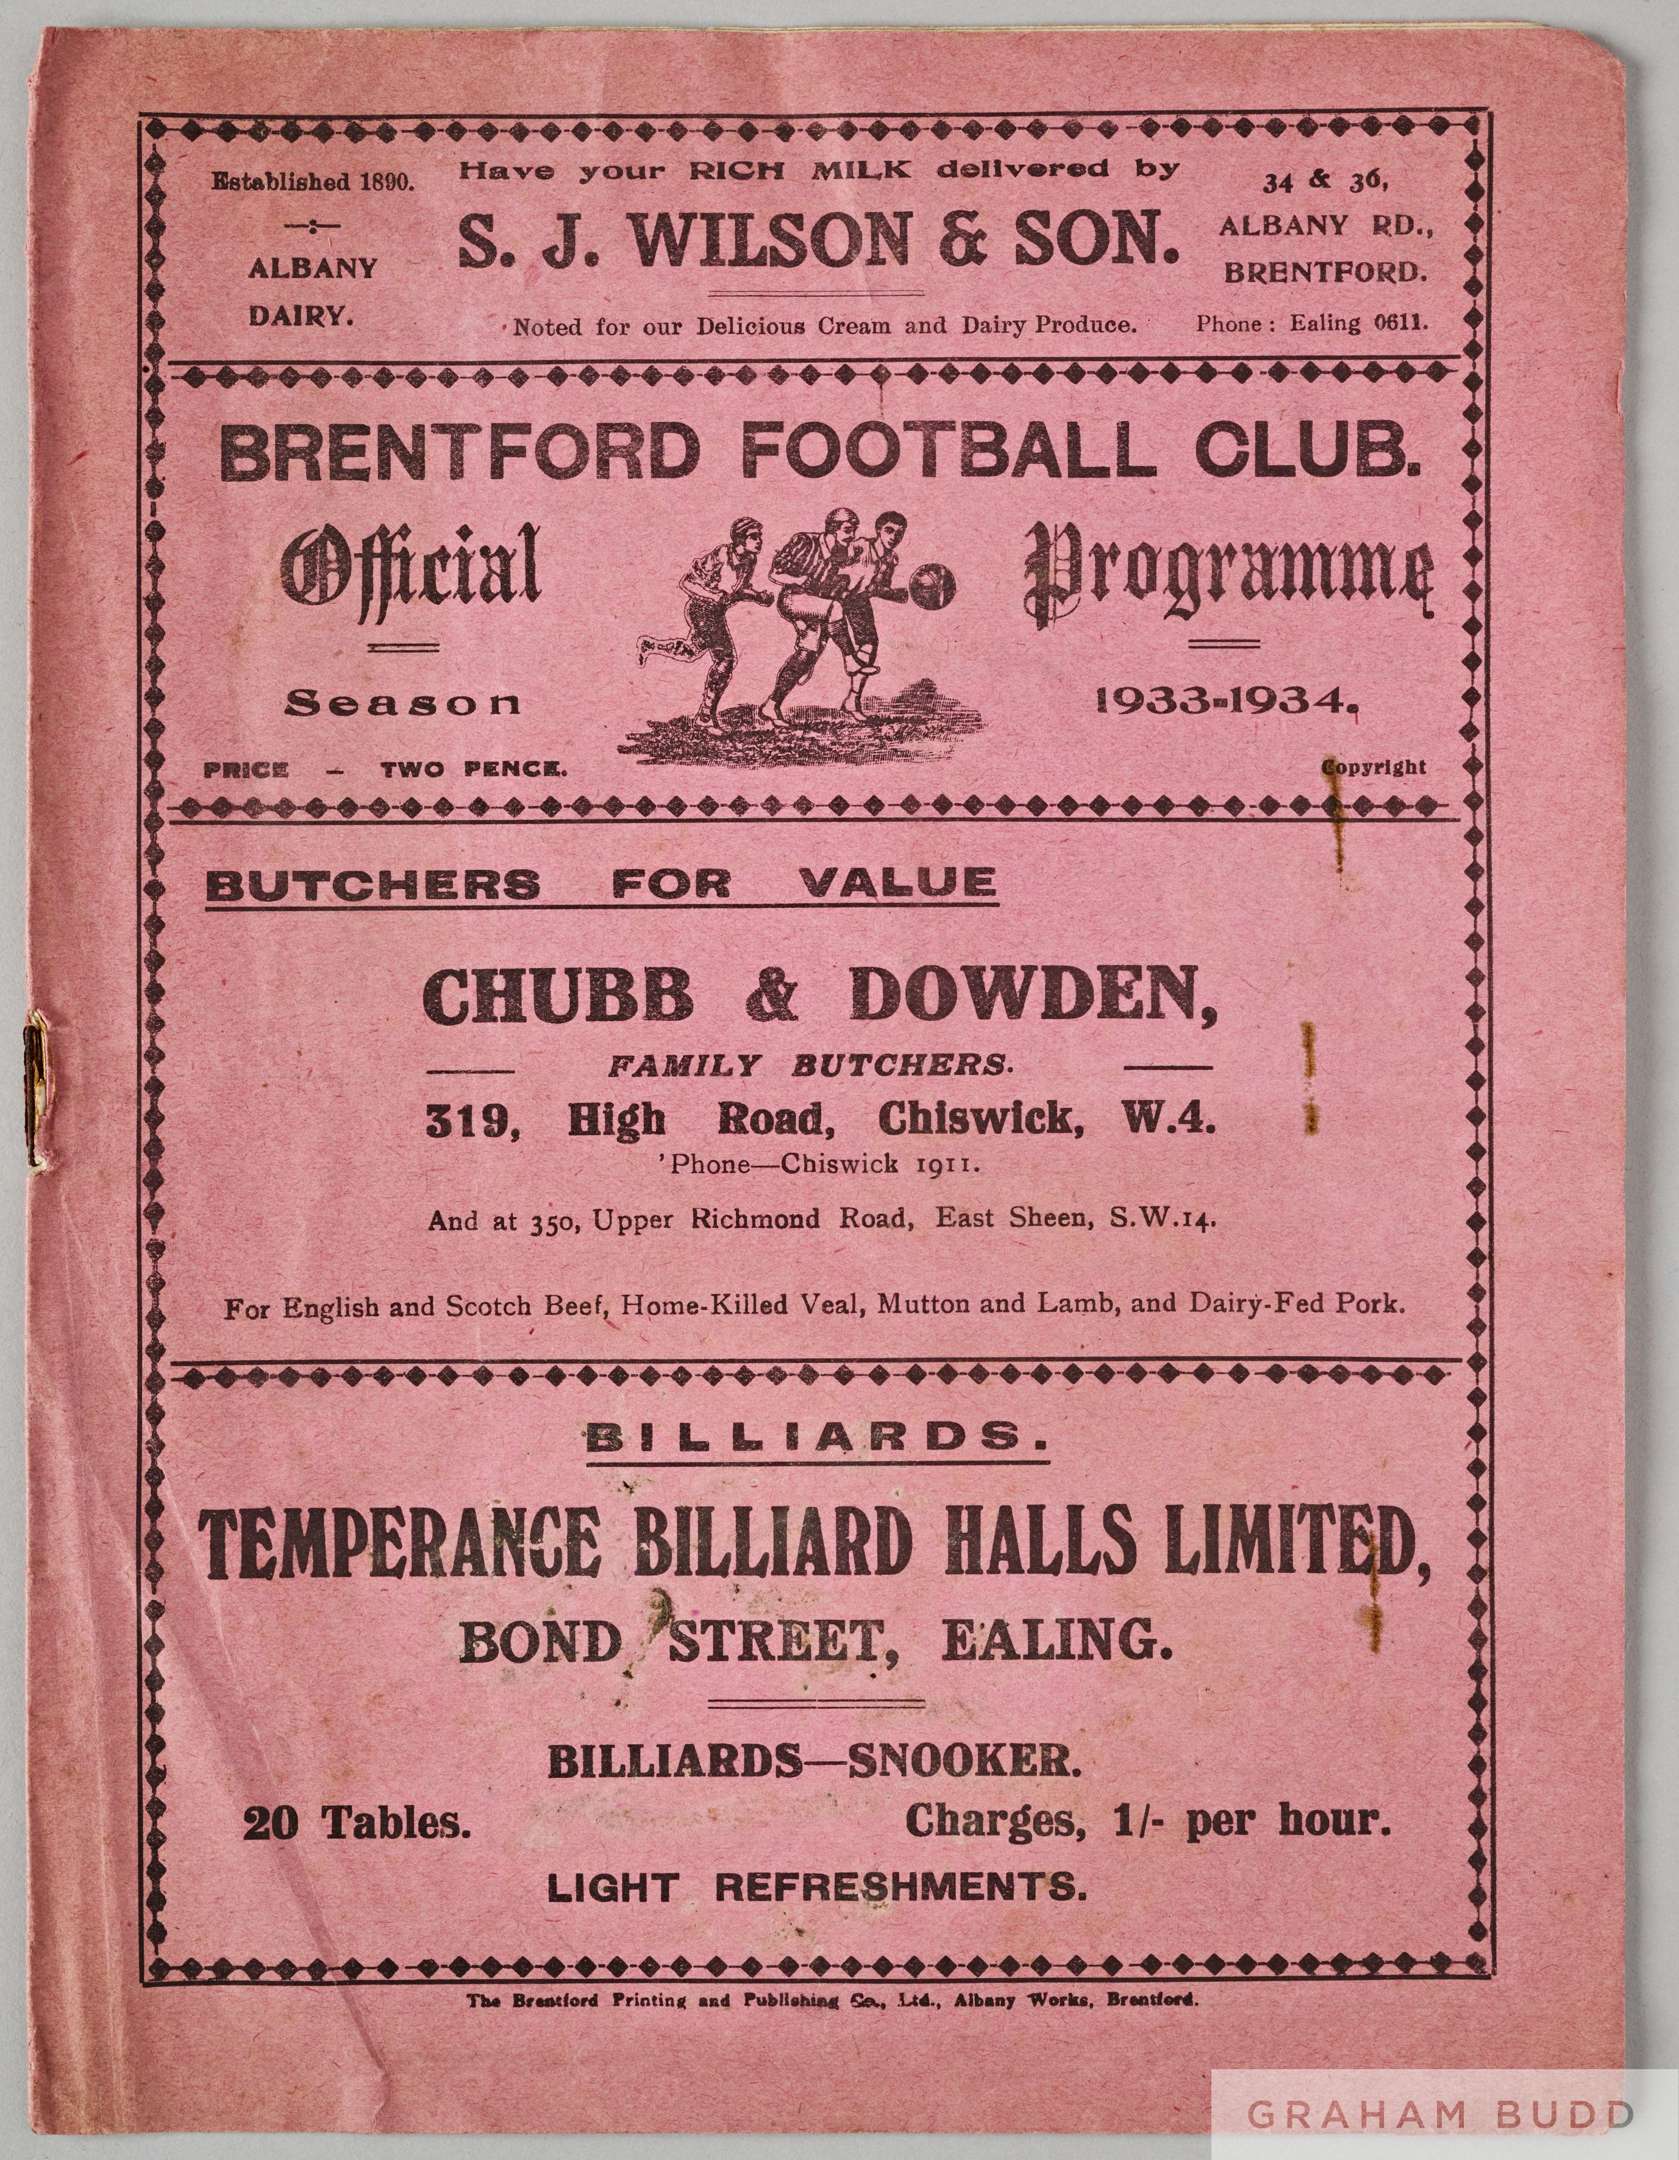 Established 1890.
ALBANY
DAIRY.
Have your RICH MILK delivered by
S. J. WILSON & SON.
Noted for our Delicious Cream and Dairy Produce.
34 & 36,
ALBANY RD.,
BRENTFORD.
Phone : Ealing 0611.
BRENTFORD FOOTBALL CLUB.
Official Programme
Season 1933-1934.
PRICE - TWO PENCE. Copyright
BUTCHERS FOR VALUE
CHUBB & DOWDEN,
FAMILY BUTCHERS.
319, High Road, Chiswick, W.4.
'Phone—Chiswick 1911.
And at 350, Upper Richmond Road, East Sheen, S.W.14.
For English and Scotch Beef, Home-Killed Veal, Mutton and Lamb, and Dairy-Fed Pork.
BILLIARDS.
TEMPERANCE BILLIARD HALLS LIMITED,
BOND STREET, EALING.
BILLIARDS—SNOOKER.
20 Tables. Charges, 1/- per hour.
LIGHT REFRESHMENTS.
The Brentford Printing and Publishing Co., Ltd., Albany Works, Brentford.
GRAHAM BUDD